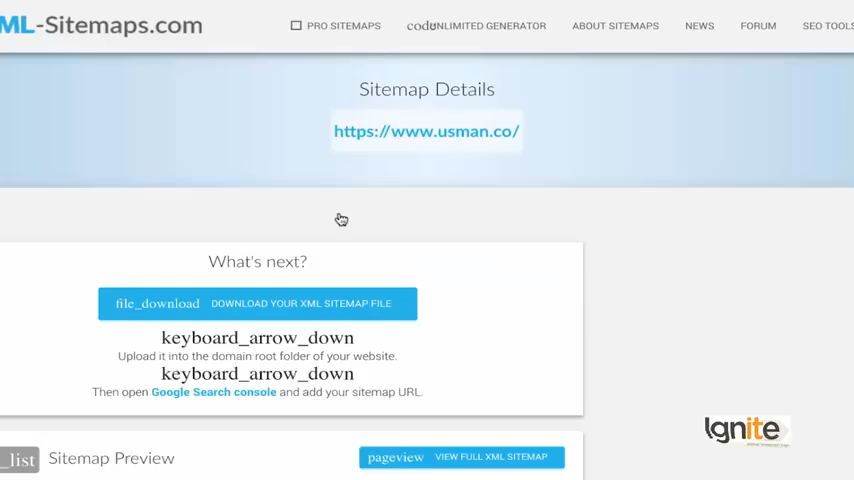 ML-Sitemaps.com
PRO SITEMAPS
UNLIMITED GENERATOR
ABOUT SITEMAPS
NEWS
FORUM
SEO TOOLS
Sitemap Details
https://www.usman.co/
What's next?
file_download DOWNLOAD YOUR XML SITEMAP FILE
keyboard_arrow_down
Upload it into the domain root folder of your website.
keyboard_arrow_down
Then open Google Search console and add your sitemap URL.
_list Sitemap Preview
pageview VIEW FULL XML SITEMAP
Ignite